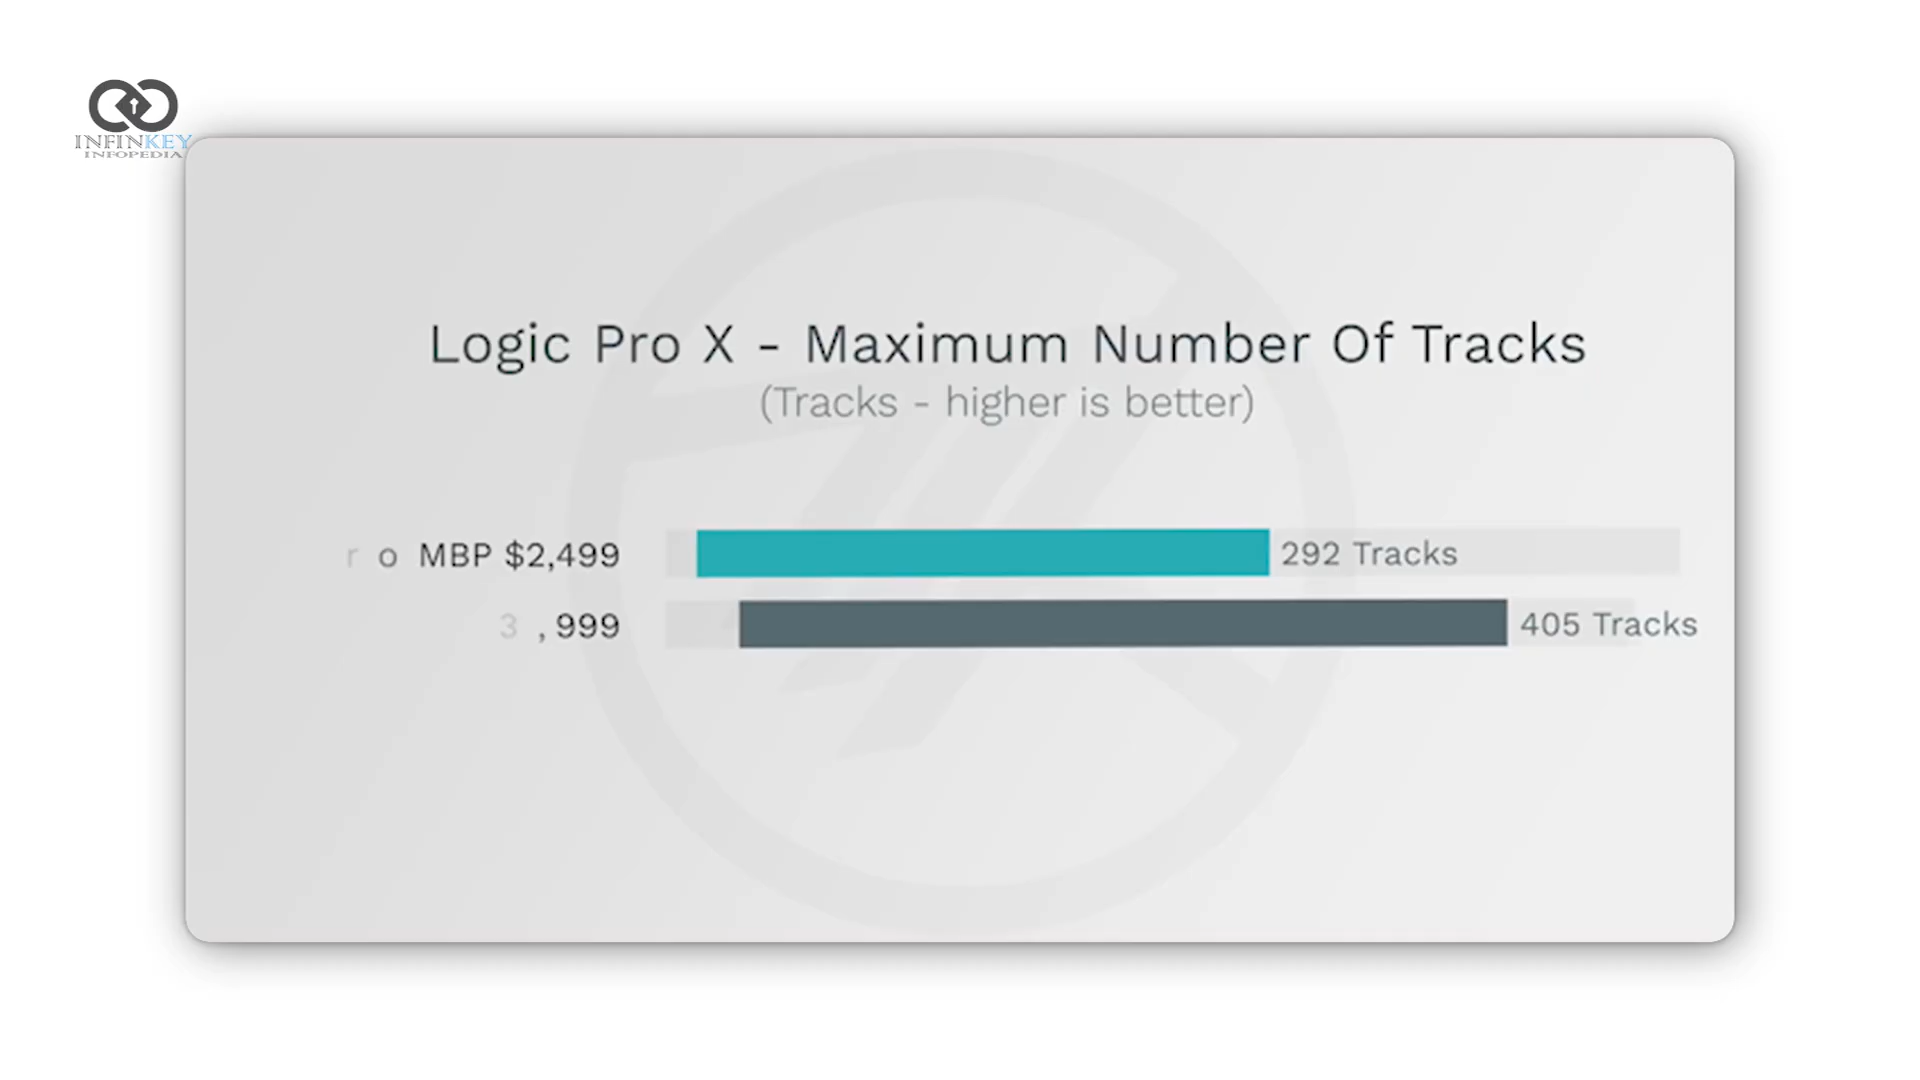 INFINKEY
INFOPEDIA
Logic Pro X - Maximum Number Of Tracks
(Tracks - higher is better)
r o MBP $2,499
292 Tracks
3 , 999
405 Tracks